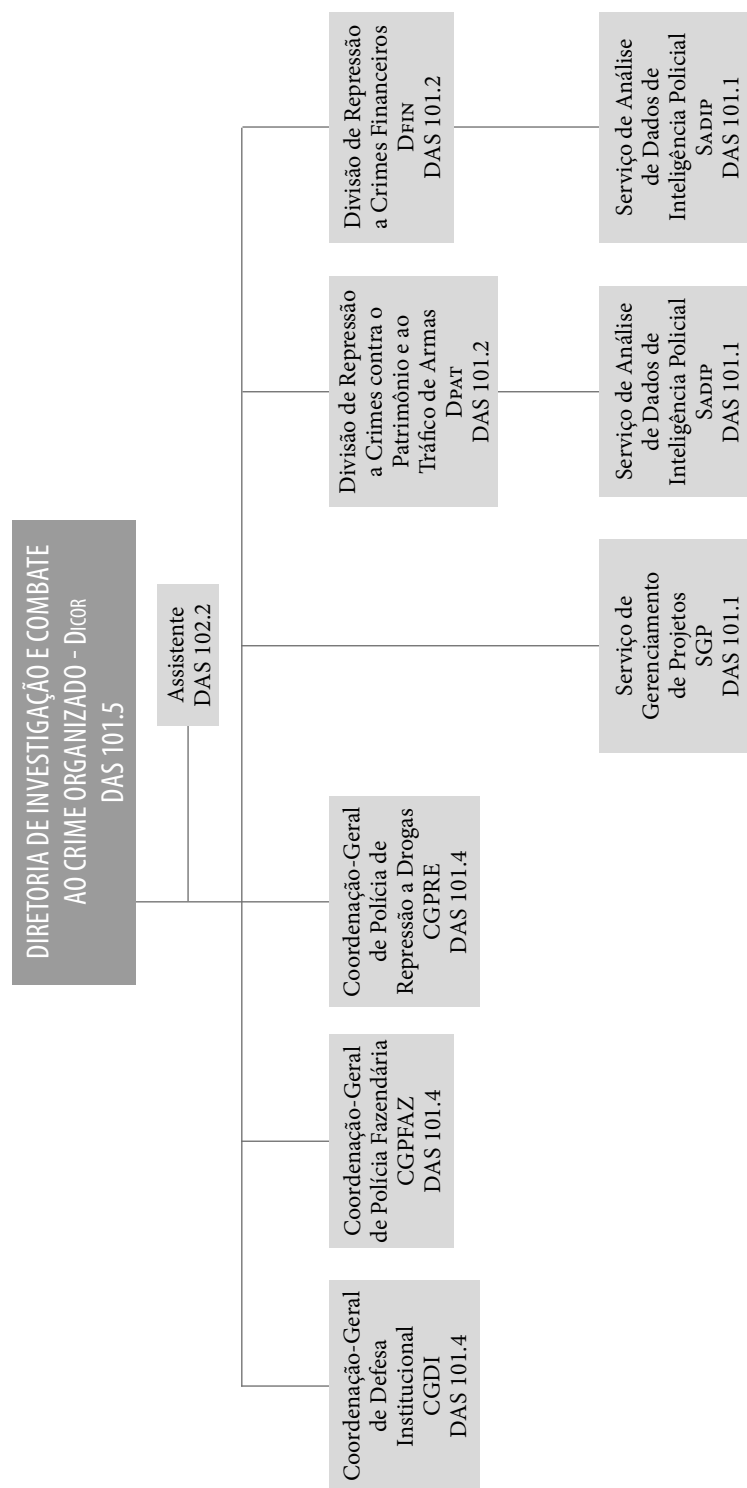 DIRETORIA DE INVESTIGAÇÃO E COMBATE
AO CRIME ORGANIZADO - DICOR
DAS 101.5
Assistente
DAS 102.2
Coordenação-Geral
de Defesa
Institucional
CGDI
DAS 101.4
Coordenação-Geral
de Polícia Fazendária
CGPFAZ
DAS 101.4
Coordenação-Geral
de Polícia de
Repressão a Drogas
CGPRE
DAS 101.4
Serviço de
Gerenciamento
de Projetos
SGP
DAS 101.1
Divisão de Repressão
a Crimes contra o
Patrimônio e ao
Tráfico de Armas
DPAT
DAS 101.2
Divisão de Repressão
a Crimes Financeiros
DFIN
DAS 101.2
Serviço de Análise
de Dados de
Inteligência Policial
SADIP
DAS 101.1
Serviço de Análise
de Dados de
Inteligência Policial
SADIP
DAS 101.1